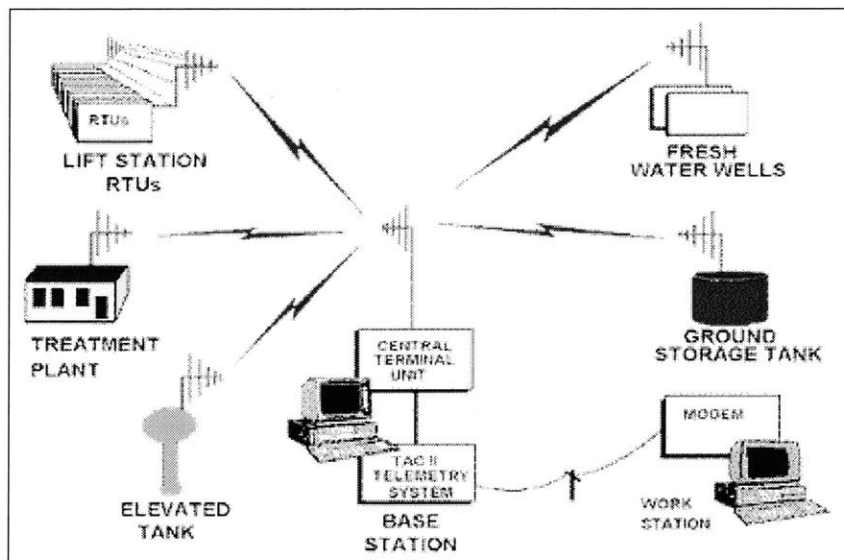 RTUs
LIFT STATION
RTUs
FRESH
WATER WELLS
TREATMENT
PLANT
GROUND
STORAGE TANK
CENTRAL
TERMINAL
UNIT
MODEM
TAC II
TELEMETRY
SYSTEM
ELEVATED
TANK
BASE
STATION
WORK
STATION